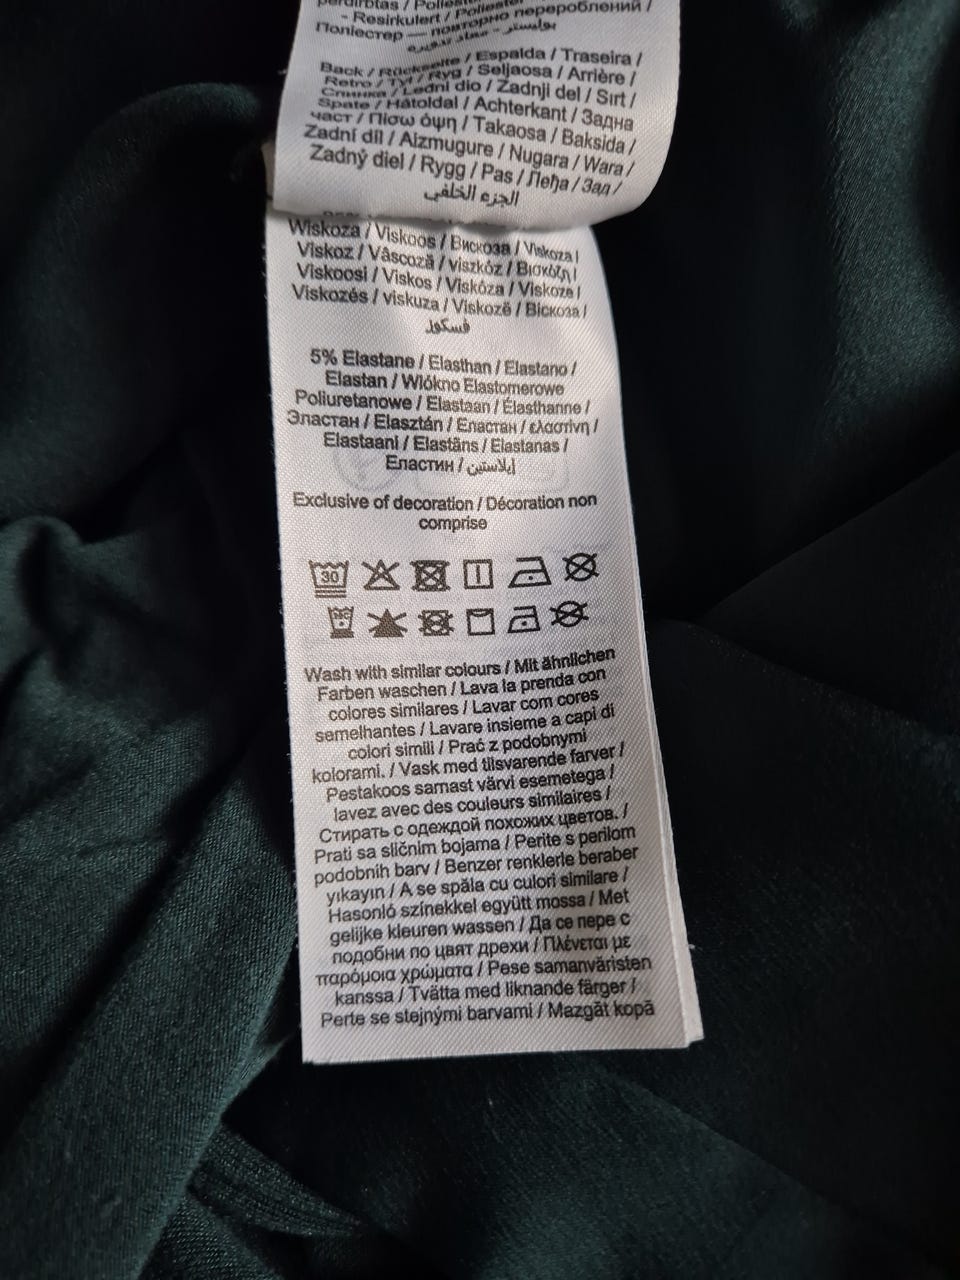 - Resirkulert / Poliester
Поліестер — повторно перероблений /
Back / Rückseite / Espalda / Traseira /
Retro / Tył / Ryg / Seljaosa / Arrière /
Спинка / Ledni dio / Zadnji del / Sırt /
Spate / Hátoldal / Achterkant / Задна
част / Πίσω όψη / Takaosa / Baksida /
Zadní díl / Aizmugure / Nugara / Wara /
Zadný diel / Rygg / Pas / Леђа / Зад /
الجزء الخلفي
Wiskoza / Viskoos / Вискоза / Viskoza /
Viskoz / Vâscoză / viszkóz / Βισκόζη /
Viskoosi / Viskos / Viskóza / Viskoze /
Viskozės / viskuza / Viskozë / Віскоза /
فسكوز
5% Elastane / Elasthan / Elastano /
Elastan / Włókno Elastomerowe
Poliuretanowe / Elastaan / Élasthanne /
Эластан / Elasztán / Еластан / ελαστίνη /
Elastaani / Elastāns / Elastanas /
Еластин / إيلاستين
Exclusive of decoration / Décoration non
comprise
30
Wash with similar colours / Mit ähnlichen
Farben waschen / Lava la prenda con
colores similares / Lavar com cores
semelhantes / Lavare insieme a capi di
colori simili / Prać z podobnymi
kolorami. / Vask med tilsvarende farver /
Pestakoos samast värvi esemetega /
lavez avec des couleurs similaires /
Стирать с одеждой похожих цветов. /
Prati sa sličnim bojama / Perite s perilom
podobnih barv / Benzer renklerle beraber
yıkayın / A se spăla cu culori similare /
Hasonló színekkel együtt mossa / Met
gelijke kleuren wassen / Да се пере с
подобни по цвят дрехи / Πλένεται με
παρόμοια χρώματα / Pese samanväristen
kanssa / Tvätta med liknande färger /
Perte se stejnými barvami / Mazgāt kopā